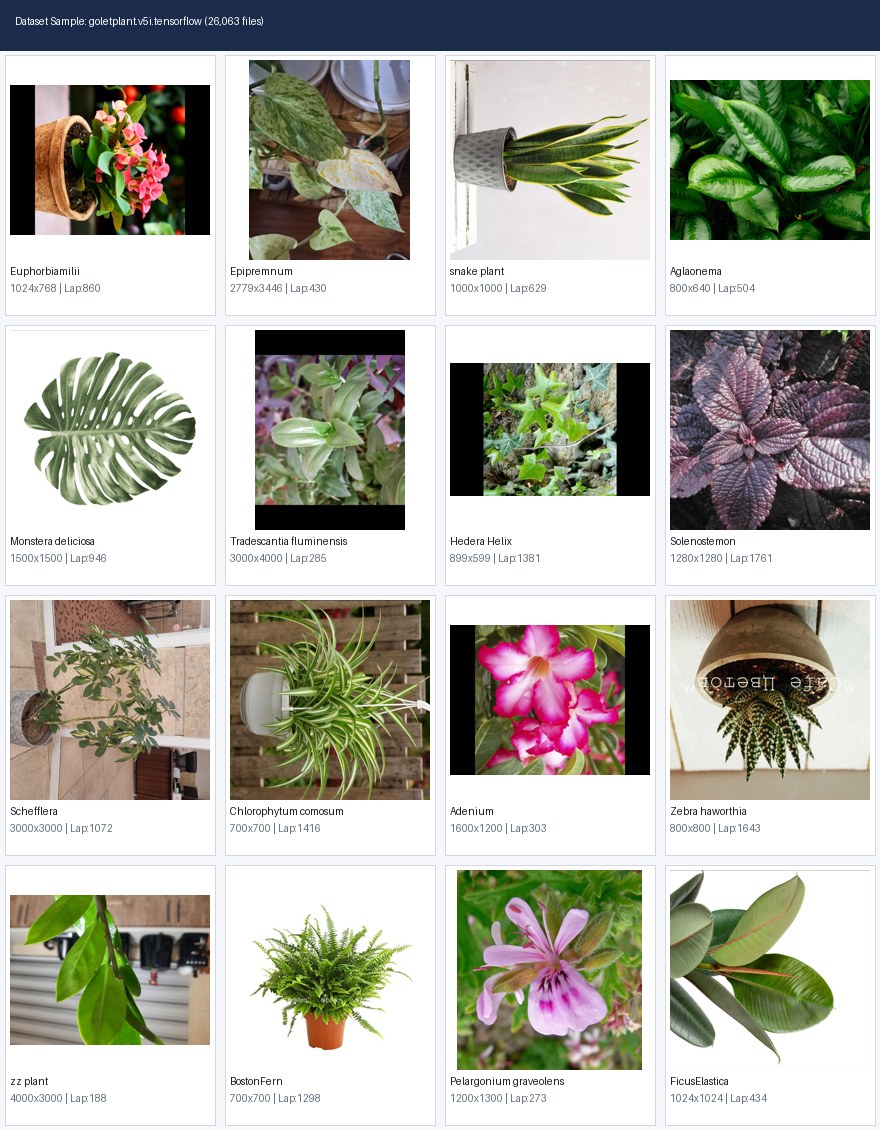 Dataset Sample: goletplant.v5i.tensorflow (26,063 files)
Euphorbiamilii
1024x768 | Lap:860
Epipremnum
2779x3446 | Lap:430
snake plant
1000x1000 | Lap:629
Aglaonema
800x640 | Lap:504
Monstera deliciosa
1500x1500 | Lap:946
Tradescantia fluminensis
3000x4000 | Lap:285
Hedera Helix
899x599 | Lap:1381
Solenostemon
1280x1280 | Lap:1761
Schefflera
3000x3000 | Lap:1072
Chlorophytum comosum
700x700 | Lap:1416
Adenium
1600x1200 | Lap:303
Zebra haworthia
800x800 | Lap:1643
zz plant
4000x3000 | Lap:188
BostonFern
700x700 | Lap:1298
Pelargonium graveolens
1200x1300 | Lap:273
FicusElastica
1024x1024 | Lap:434